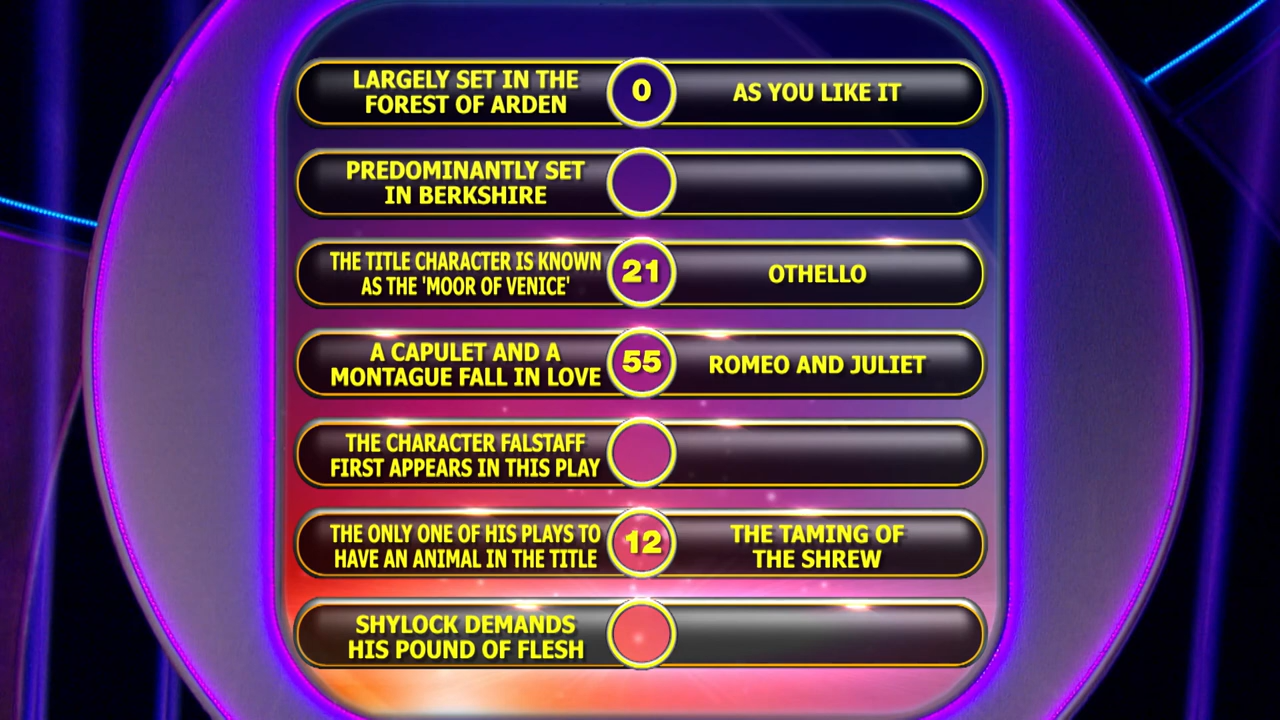 LARGELY SET IN THE
FOREST OF ARDEN
0
AS YOU LIKE IT
PREDOMINANTLY SET
IN BERKSHIRE
THE TITLE CHARACTER IS KNOWN
AS THE 'MOOR OF VENICE'
21
OTHELLO
A CAPULET AND A
MONTAGUE FALL IN LOVE
55
ROMEO AND JULIET
THE CHARACTER FALSTAFF
FIRST APPEARS IN THIS PLAY
THE ONLY ONE OF HIS PLAYS TO
HAVE AN ANIMAL IN THE TITLE
12
THE TAMING OF
THE SHREW
SHYLOCK DEMANDS
HIS POUND OF FLESH